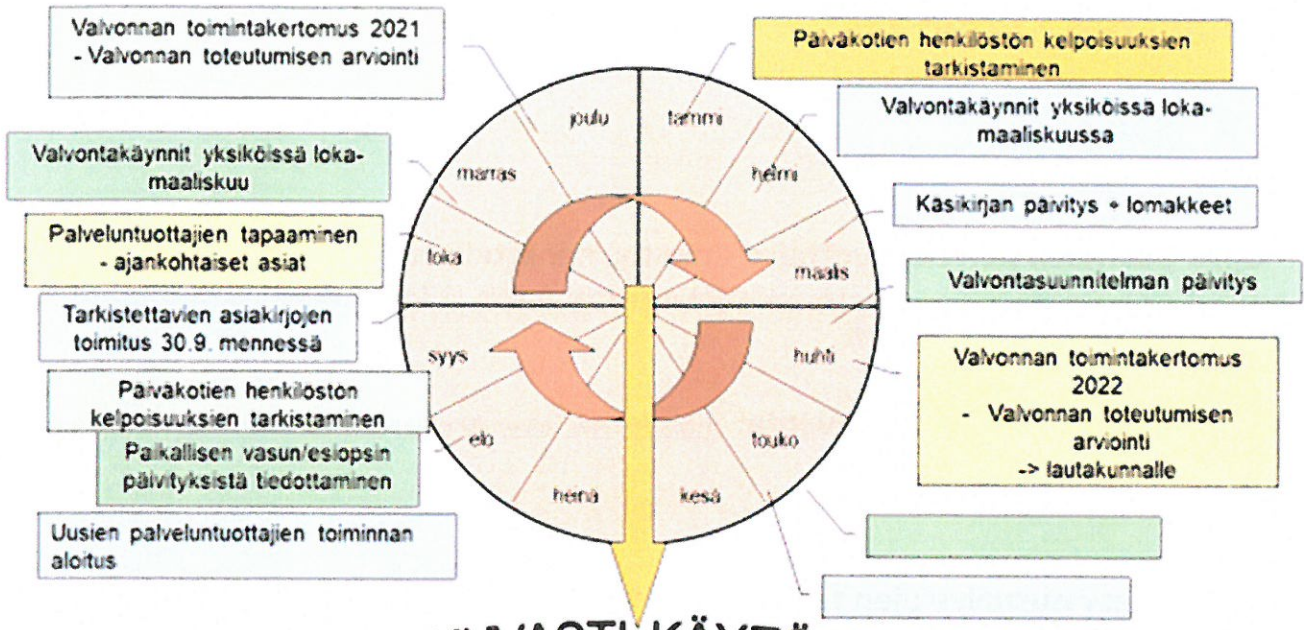 Valvonnan toimintakertomus 2021
- Valvonnan toteutumisen arviointi
Valvontakäynnit yksiköissä loka-
maaliskuu
Palveluntuottajien tapaaminen
- ajankohtaiset asiat
Tarkistettavien asiakirjojen
toimitus 30.9. mennessä
Päiväkotien henkilöstön
kelpoisuuksien tarkistaminen
Paikallisen vasun/esiopsin
päivityksistä tiedottaminen
Uusien palveluntuottajien toiminnan
aloitus
joulu
tammi
marras
helmi
loka
maalis
syys
huhti
elo
touko
heinä
kesä
Päiväkotien henkilöstön kelpoisuuksien
tarkistaminen
Valvontakäynnit yksiköissä loka-
maaliskuussa
Käsikirjan päivitys + lomakkeet
Valvontasuunnitelman päivitys
Valvonnan toimintakertomus
2022
- Valvonnan toteutumisen
arviointi
-> lautakunnalle